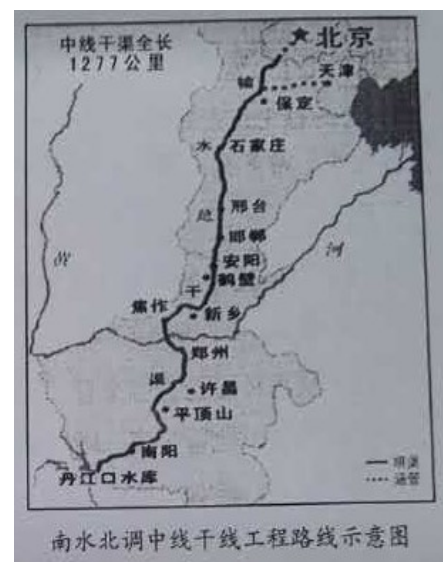 中线干渠全长
1277公里
北京
天津
输
保定
水
石家庄
总
邢台
邯郸
安阳
鹤壁
黄
河
干
焦作
新乡
郑州
渠
许昌
平顶山
南阳
丹江口水库
明渠
涵管
南水北调中线干线工程路线示意图